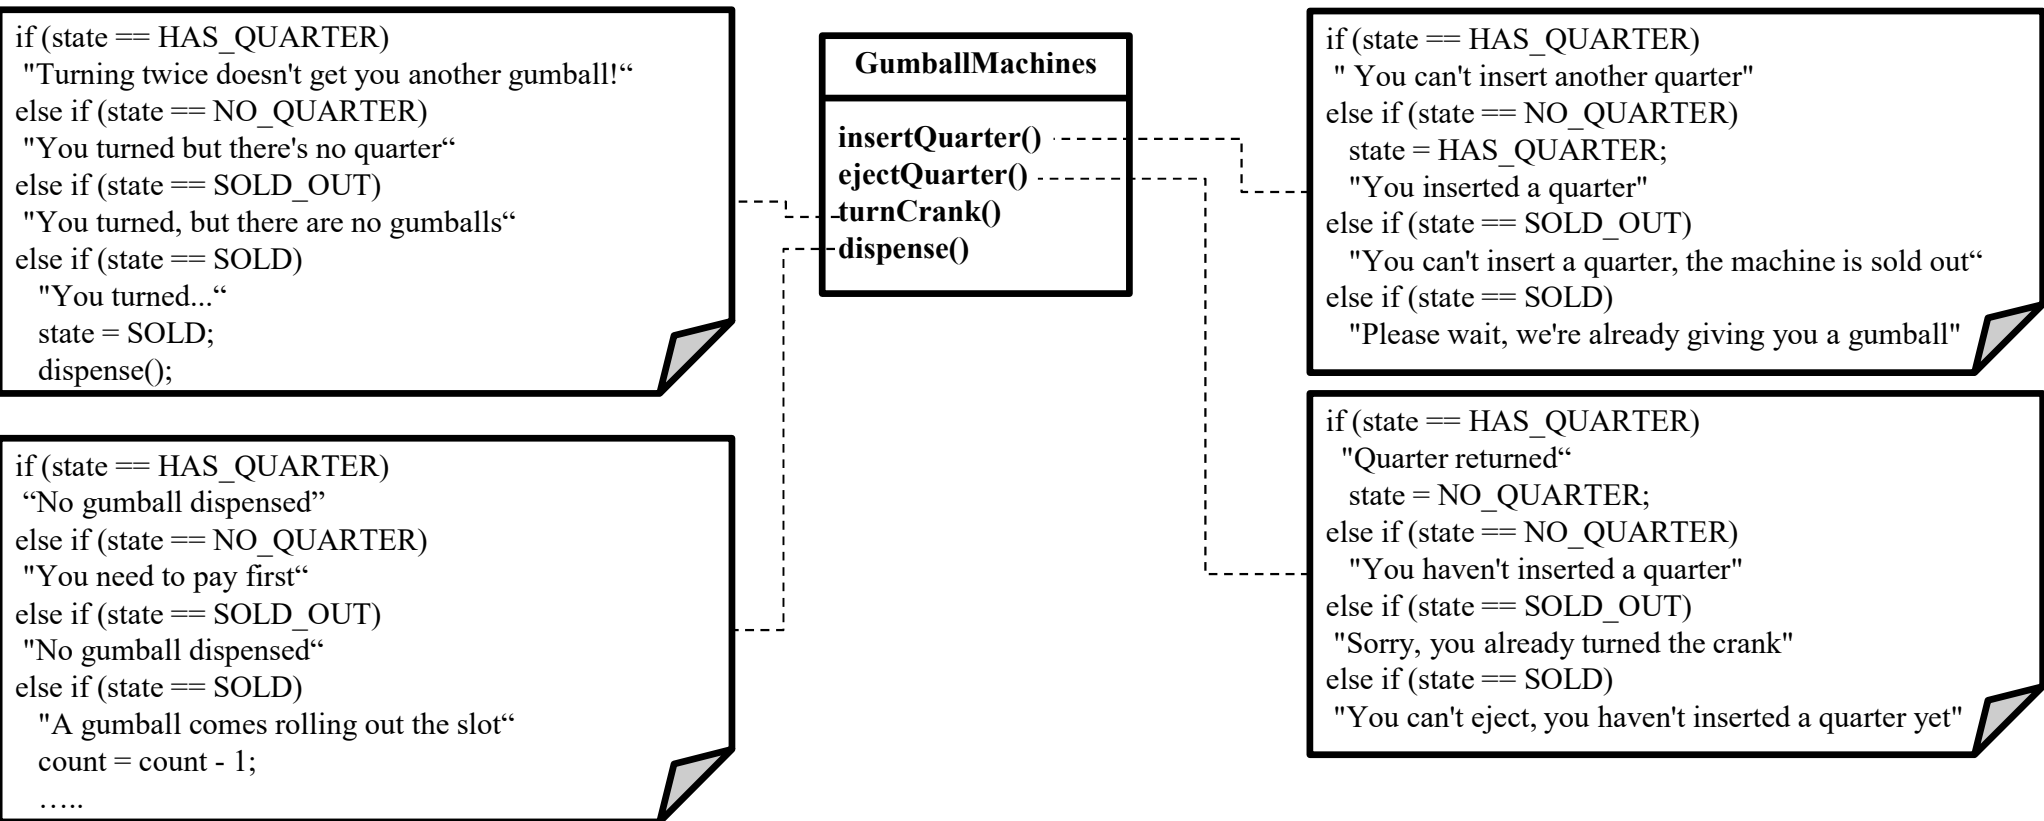 if (state == HAS_QUARTER)
"Turning twice doesn't get you another gumball!“
else if (state == NO_QUARTER)
"You turned but there's no quarter“
else if (state == SOLD_OUT)
"You turned, but there are no gumballs“
else if (state == SOLD)
"You turned...“
state = SOLD;
dispense();
if (state == HAS_QUARTER)
“No gumball dispensed”
else if (state == NO_QUARTER)
"You need to pay first“
else if (state == SOLD_OUT)
"No gumball dispensed“
else if (state == SOLD)
"A gumball comes rolling out the slot“
count = count - 1;
…..
GumballMachines
insertQuarter()
ejectQuarter()
turnCrank()
dispense()
if (state == HAS_QUARTER)
" You can't insert another quarter"
else if (state == NO_QUARTER)
state = HAS_QUARTER;
"You inserted a quarter"
else if (state == SOLD_OUT)
"You can't insert a quarter, the machine is sold out“
else if (state == SOLD)
"Please wait, we're already giving you a gumball"
if (state == HAS_QUARTER)
"Quarter returned“
state = NO_QUARTER;
else if (state == NO_QUARTER)
"You haven't inserted a quarter"
else if (state == SOLD_OUT)
"Sorry, you already turned the crank"
else if (state == SOLD)
"You can't eject, you haven't inserted a quarter yet"